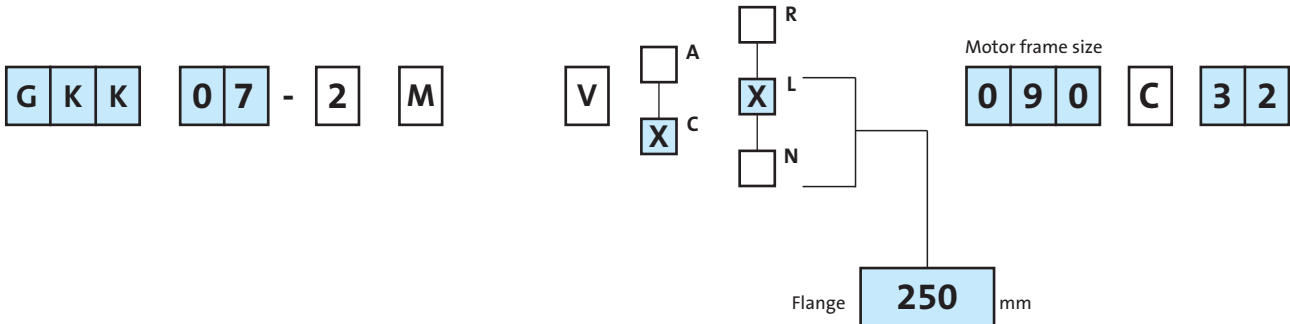 R
A
Motor frame size
G K K 0 7 - 2 M V X L 0 9 0 C 3 2
X C
N
Flange 250 mm